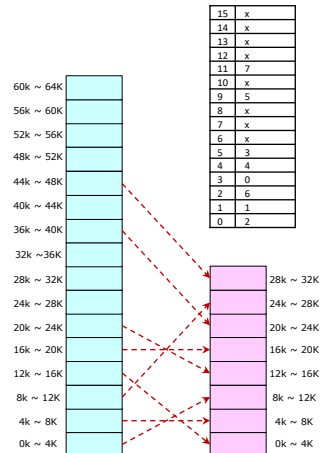 15 x
14 x
13 x
12 x
11 7
10 x
9 5
8 x
7 x
6 x
5 3
4 4
3 0
2 6
1 1
0 2
60k ~ 64K
56k ~ 60K
52k ~ 56K
48k ~ 52K
44k ~ 48K
40k ~ 44K
36k ~ 40K
32k ~36K
28k ~ 32K
24k ~ 28K
20k ~ 24K
16k ~ 20K
12k ~ 16K
8k ~ 12K
4k ~ 8K
0k ~ 4K
28k ~ 32K
24k ~ 28K
20k ~ 24K
16k ~ 20K
12k ~ 16K
8k ~ 12K
4k ~ 8K
0k ~ 4K